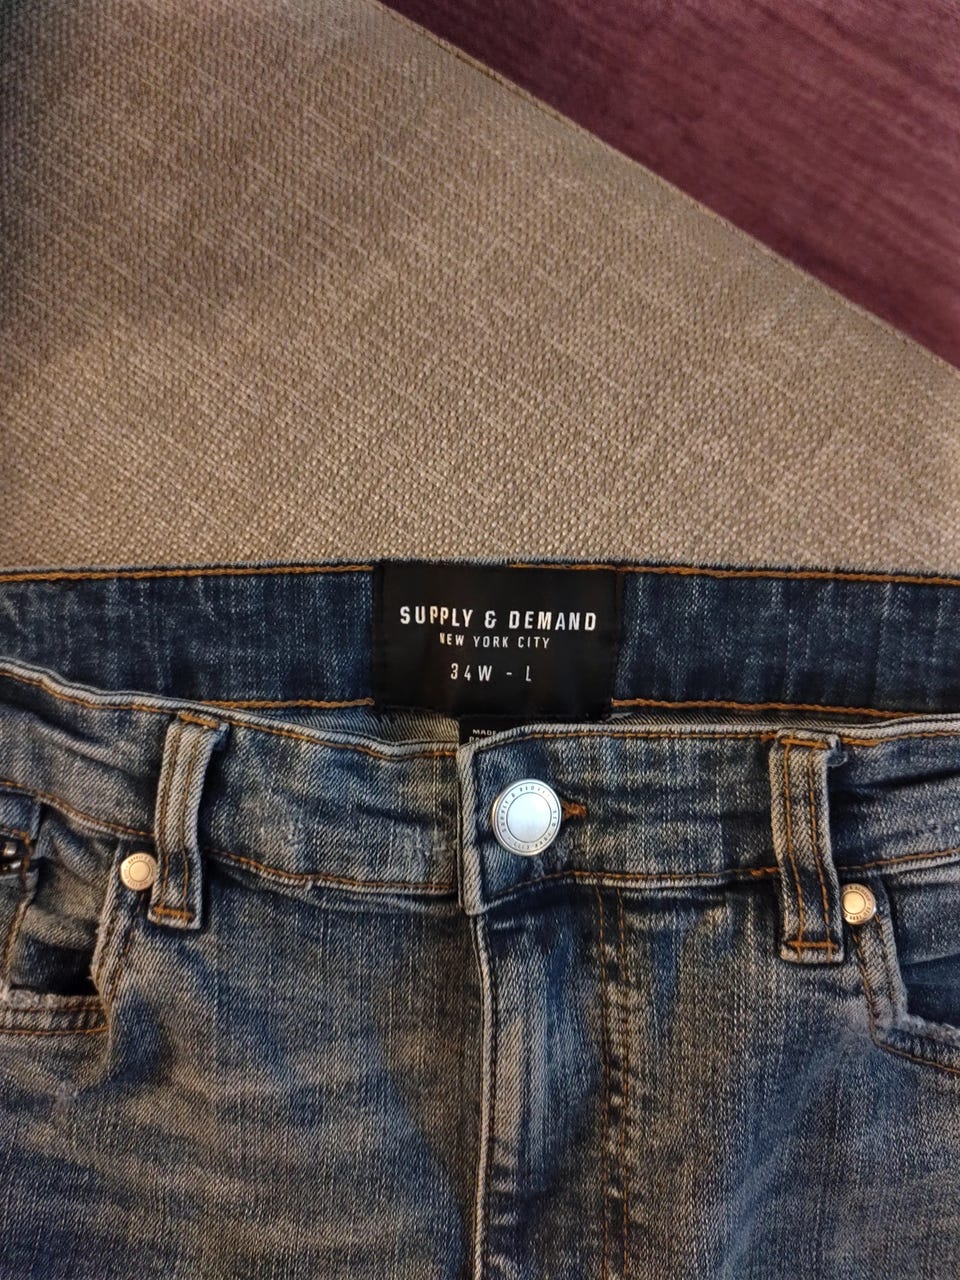 SUPPLY & DEMAND
NEW YORK CITY
34W - L